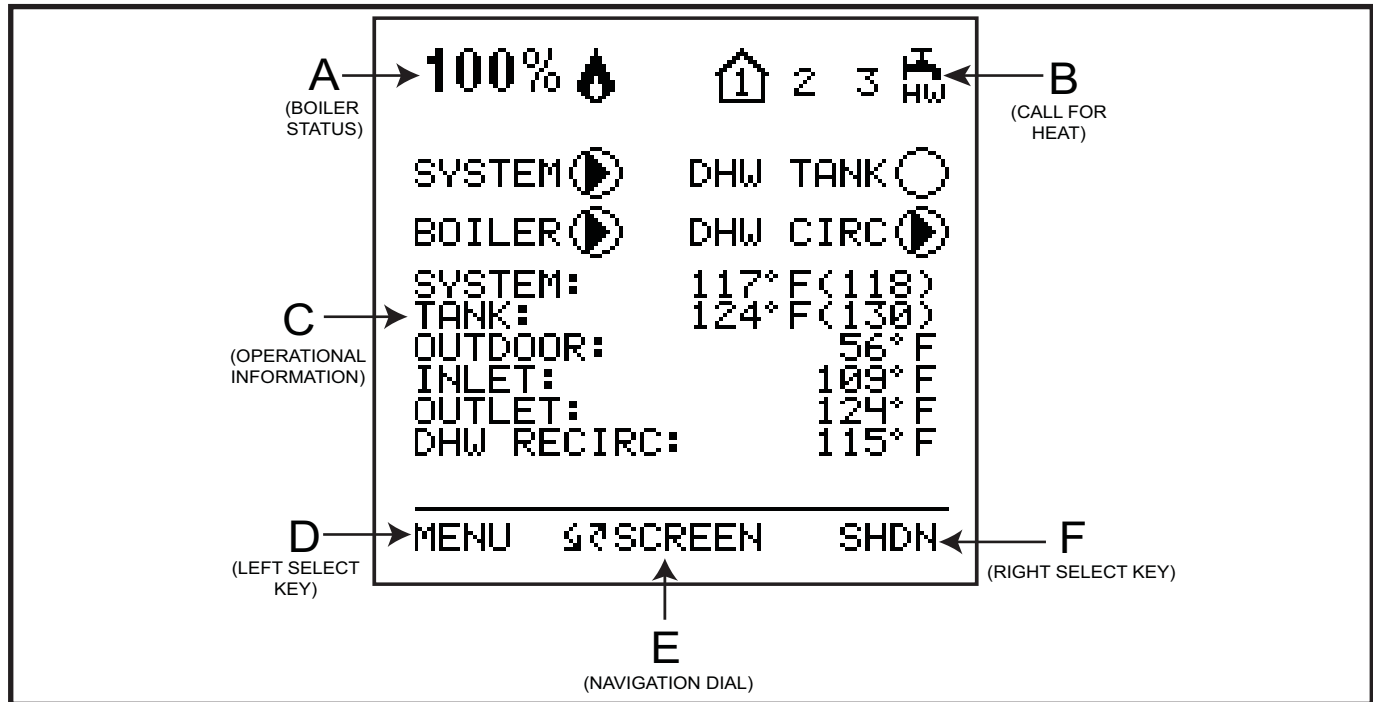 A
(BOILER
STATUS)
100% 1 2 3 HW
B
(CALL FOR
HEAT)
SYSTEM DHW TANK
BOILER DHW CIRC
C
(OPERATIONAL
INFORMATION)
SYSTEM: 117°F(118)
TANK: 124°F(130)
OUTDOOR: 56°F
INLET: 109°F
OUTLET: 124°F
DHW RECIRC: 115°F
D
(LEFT SELECT
KEY)
MENU SCREEN SHDN
F
(RIGHT SELECT KEY)
E
(NAVIGATION DIAL)